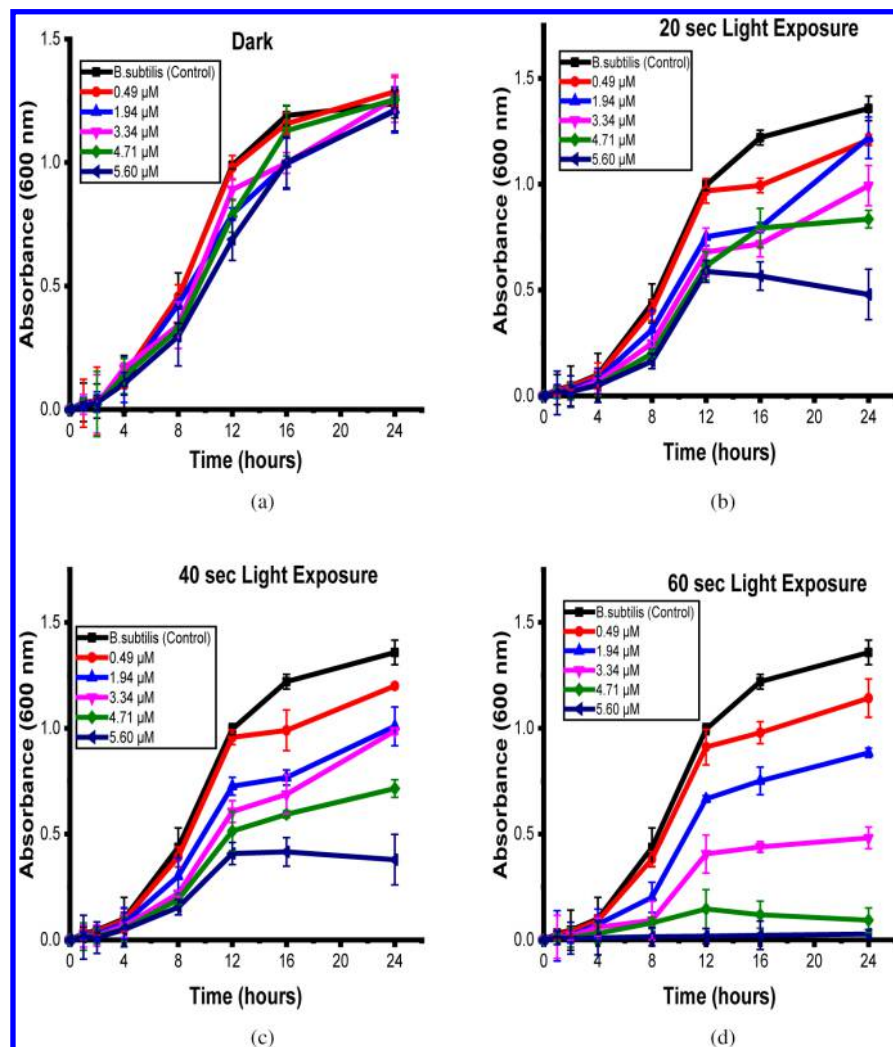 Dark
1.5
1.0
0.5
0.0
Absorbance (600 nm)
B.subtilis (Control)
0.49 µM
1.94 µM
3.34 µM
4.71 µM
5.60 µM
0 4 8 12 16 20 24
Time (hours)
(a)
20 sec Light Exposure
1.5
1.0
0.5
0.0
Absorbance (600 nm)
B.subtilis (Control)
0.49 µM
1.94 µM
3.34 µM
4.71 µM
5.60 µM
0 4 8 12 16 20 24
Time (hours)
(b)
40 sec Light Exposure
1.5
1.0
0.5
0.0
Absorbance (600 nm)
B.subtilis (Control)
0.49 µM
1.94 µM
3.34 µM
4.71 µM
5.60 µM
0 4 8 12 16 20 24
Time (hours)
(c)
60 sec Light Exposure
1.5
1.0
0.5
0.0
Absorbance (600 nm)
B.subtilis (Control)
0.49 µM
1.94 µM
3.34 µM
4.71 µM
5.60 µM
0 4 8 12 16 20 24
Time (hours)
(d)